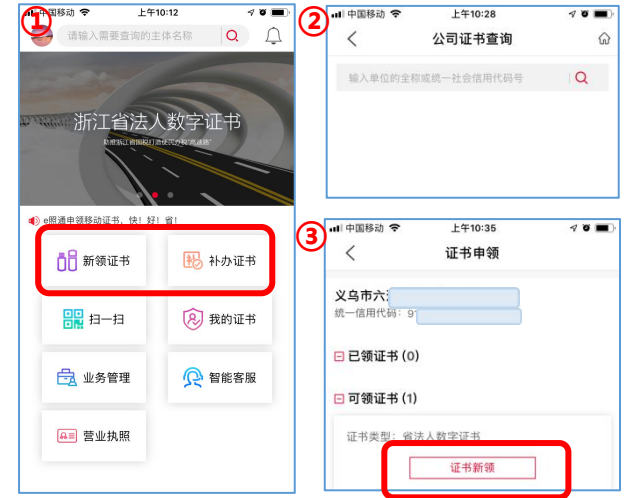 ①
中国移动 上午10:12
请输入需要查询的主体名称
浙江省法人数字证书
e照通申领移动证书，快！好！省！
新领证书 补办证书
扫一扫 我的证书
业务管理 智能客服
营业执照
②
中国移动 上午10:28
公司证书查询
输入单位的全称或统一社会信用代码号
③
中国移动 上午10:35
证书申领
义乌市六
统一信用代码：91
已领证书(0)
可领证书(1)
证书类型：省法人数字证书
证书新领